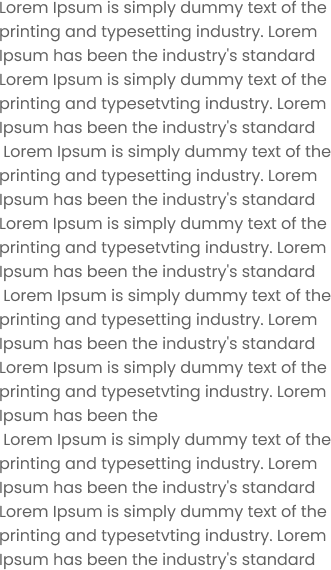 Lorem Ipsum is simply dummy text of the
printing and typesetting industry. Lorem
Ipsum has been the industry's standard
Lorem Ipsum is simply dummy text of the
printing and typesetvting industry. Lorem
Ipsum has been the industry's standard
Lorem Ipsum is simply dummy text of the
printing and typesetting industry. Lorem
Ipsum has been the industry's standard
Lorem Ipsum is simply dummy text of the
printing and typesetvting industry. Lorem
Ipsum has been the industry's standard
Lorem Ipsum is simply dummy text of the
printing and typesetting industry. Lorem
Ipsum has been the industry's standard
Lorem Ipsum is simply dummy text of the
printing and typesetvting industry. Lorem
Ipsum has been the
Lorem Ipsum is simply dummy text of the
printing and typesetting industry. Lorem
Ipsum has been the industry's standard
Lorem Ipsum is simply dummy text of the
printing and typesetvting industry. Lorem
Ipsum has been the industry's standard